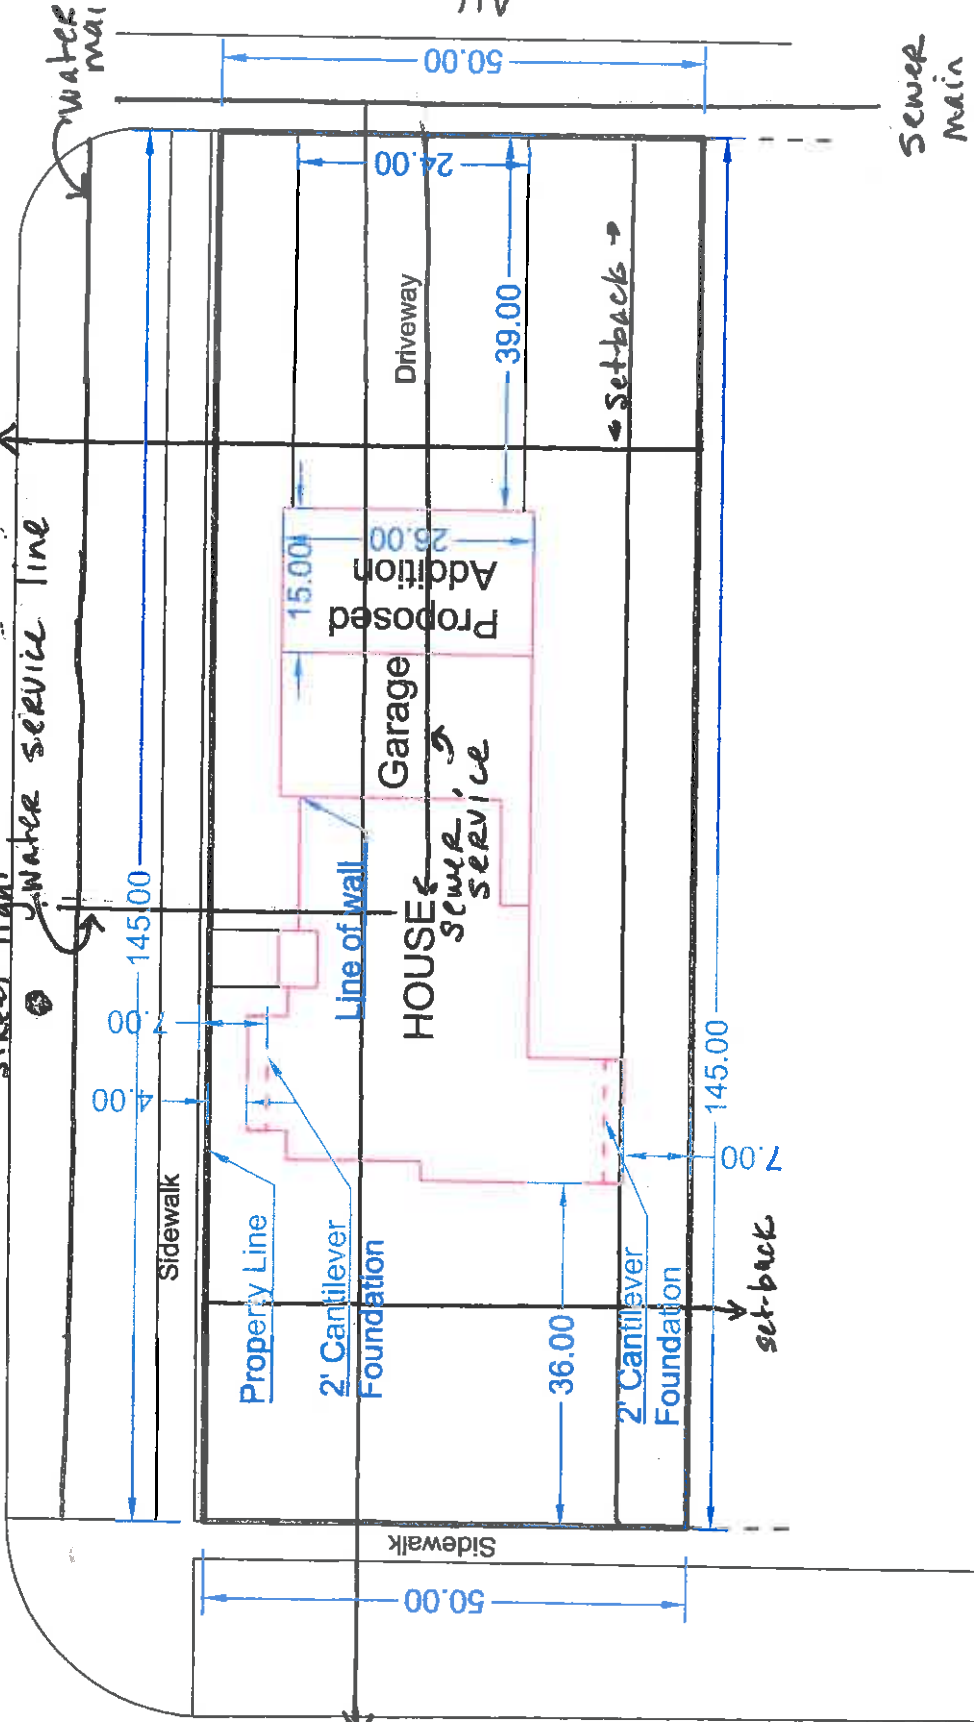 water
mai
50.00
sewer
main
24.00
39.00
Driveway
← set-back →
water service line
15.00
26.00
Proposed
Addition
Garage
sewer
service
145.00
HOUSE
Line of wall
7.00
4.00
145.00
7.00
Sidewalk
Property Line
2' Cantilever
Foundation
36.00
2' Cantilever
Foundation
set-back
Sidewalk
50.00